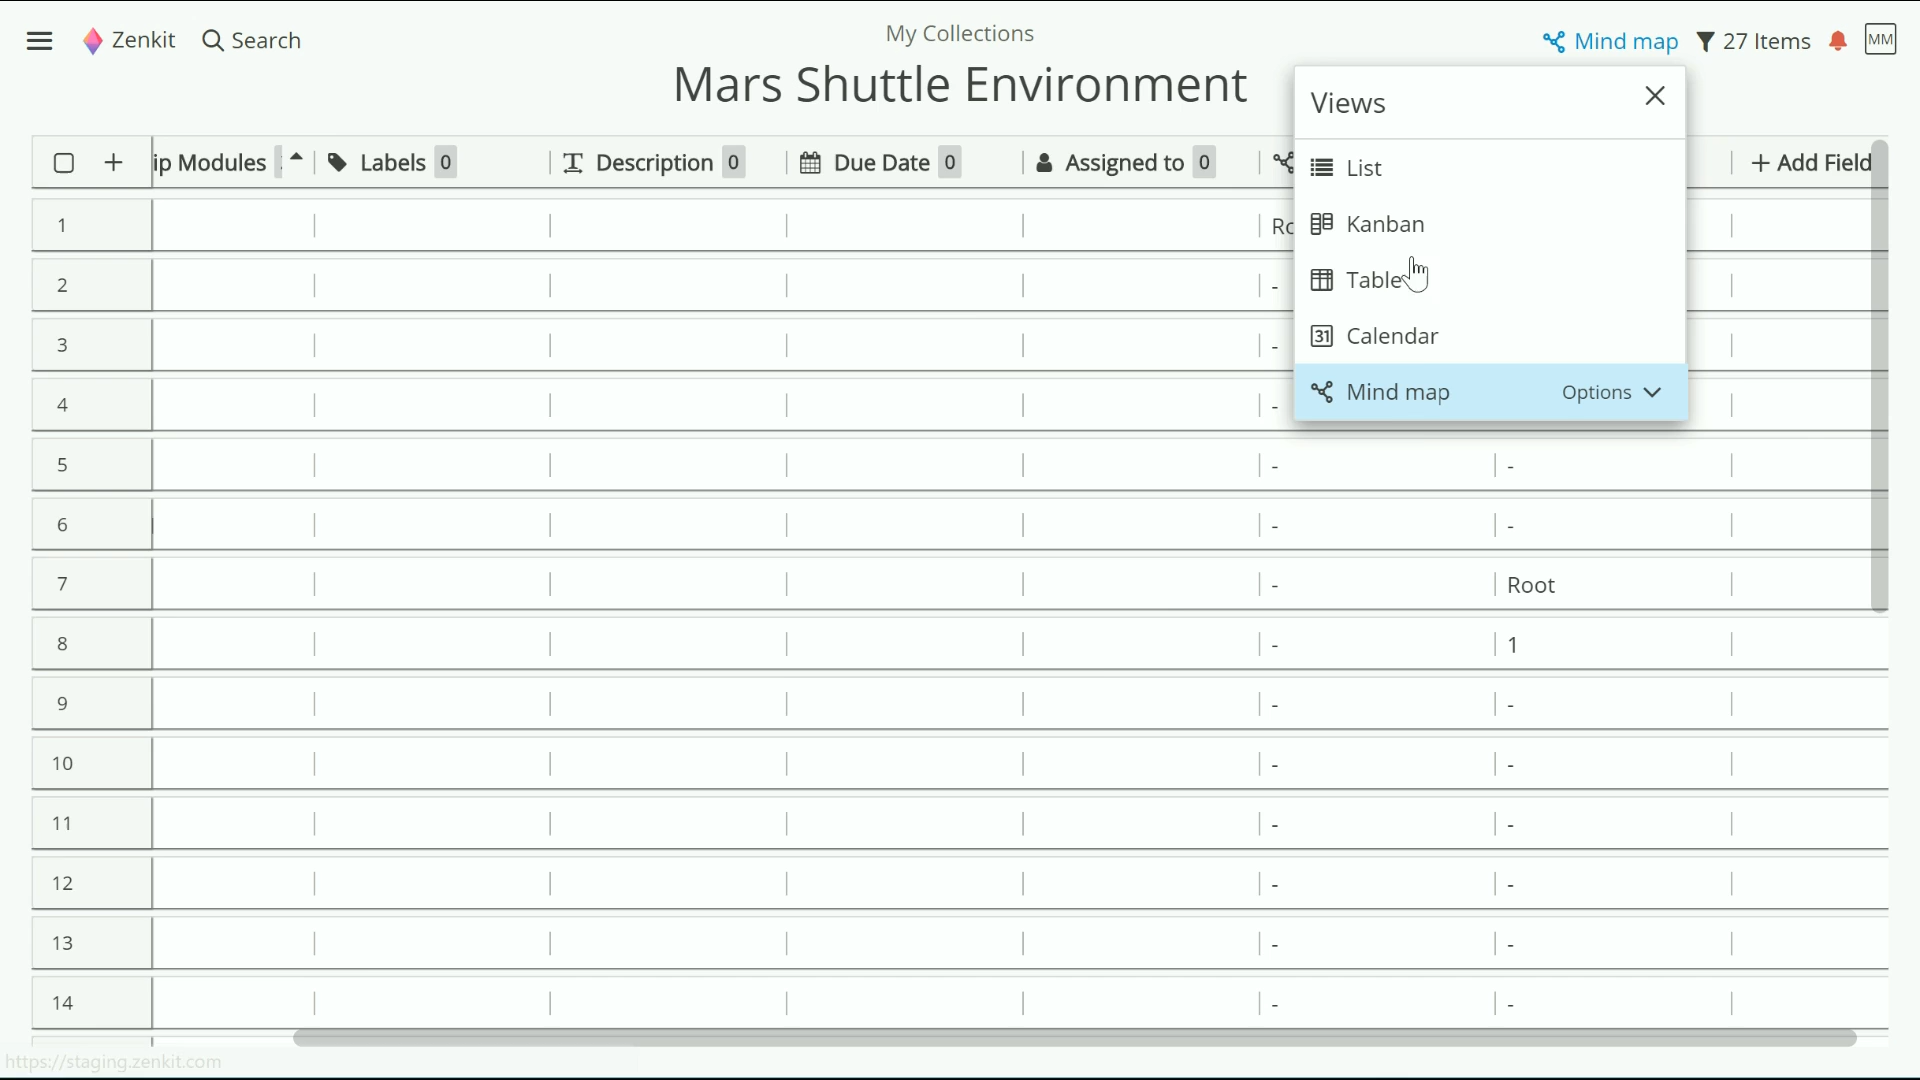 Zenkit
Search
My Collections
Mars Shuttle Environment
Mind map
27 Items
MM
Views
List
Kanban
Table
31 Calendar
Mind map Options
ip Modules
Labels 0
Description 0
Due Date 0
Assigned to 0
+ Add Field
1 Ro
2 -
3 -
4 -
5 - -
6 - -
7 - Root
8 - 1
9 - -
10 - -
11 - -
12 - -
13 - -
14 - -
https://staging.zenkit.com